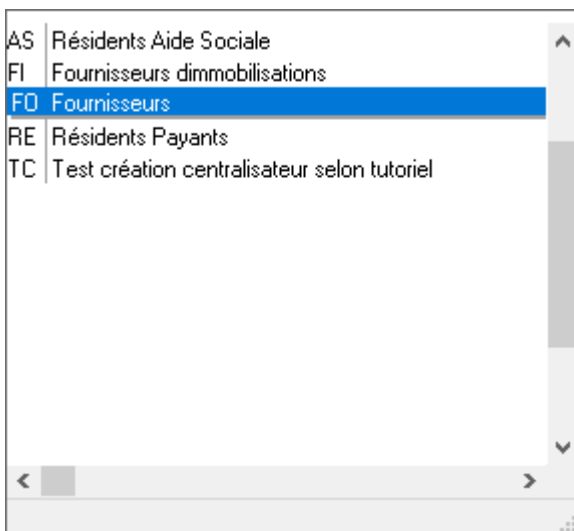 AS Résidents Aide Sociale
FI Fournisseurs dimmobilisations
FO Fournisseurs
RE Résidents Payants
TC Test création centralisateur selon tutoriel